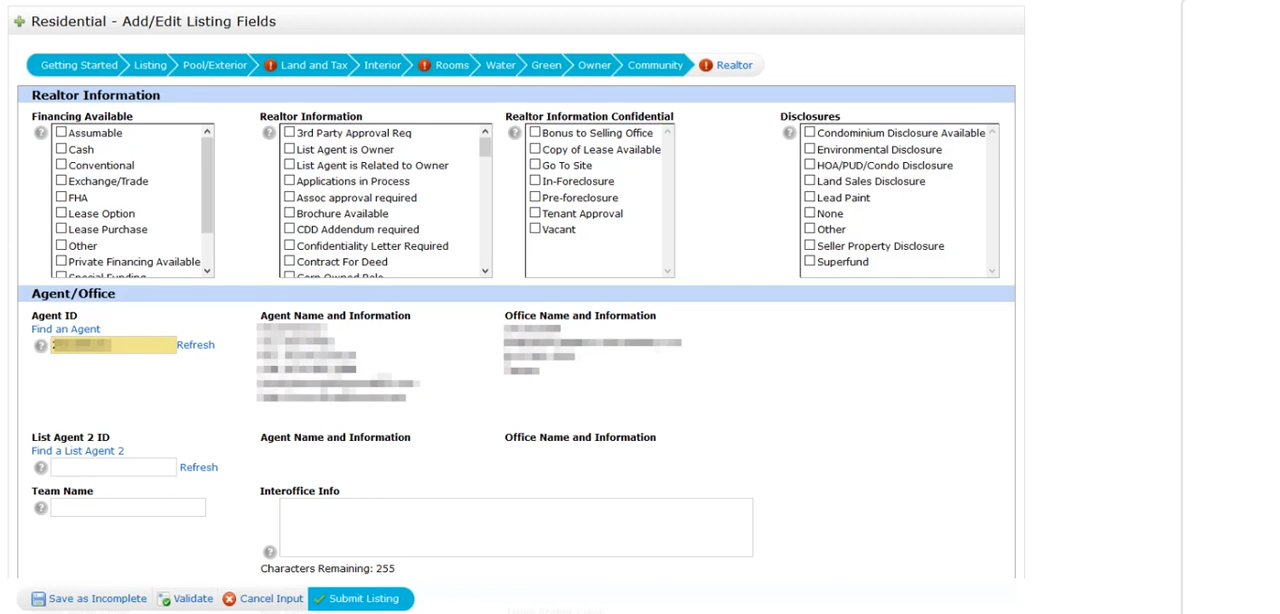 Residential - Add/Edit Listing Fields
Getting Started Listing Pool/Exterior Land and Tax Interior Rooms Water Green Owner Community Realtor
Realtor Information
Financing Available
Assumable
Cash
Conventional
Exchange/Trade
FHA
Lease Option
Lease Purchase
Other
Private Financing Available
Special Funding
Realtor Information
3rd Party Approval Req
List Agent is Owner
List Agent is Related to Owner
Applications in Process
Assoc approval required
Brochure Available
CDD Addendum required
Confidentiality Letter Required
Contract For Deed
Realtor Information Confidential
Bonus to Selling Office
Copy of Lease Available
Go To Site
In-Foreclosure
Pre-foreclosure
Tenant Approval
Vacant
Disclosures
Condominium Disclosure Available
Environmental Disclosure
HOA/PUD/Condo Disclosure
Land Sales Disclosure
Lead Paint
None
Other
Seller Property Disclosure
Superfund
Agent/Office
Agent ID
Find an Agent
Refresh
Agent Name and Information
Office Name and Information
List Agent 2 ID
Find a List Agent 2
Refresh
Agent Name and Information
Office Name and Information
Team Name
Interoffice Info
Characters Remaining: 255
Save as Incomplete Validate Cancel Input Submit Listing